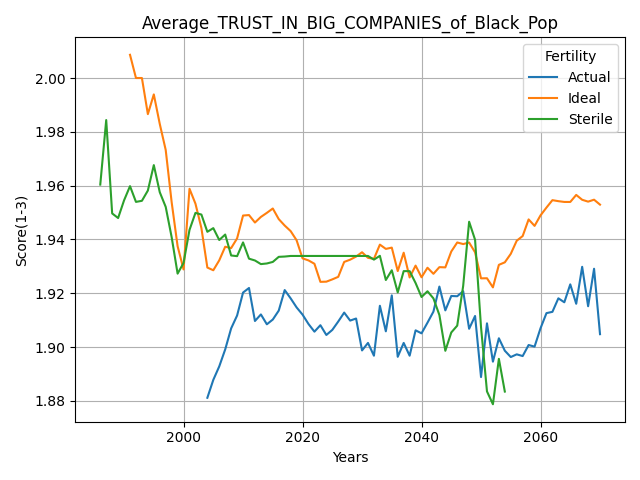 Average_TRUST_IN_BIG_COMPANIES_of_Black_Pop
Fertility
Actual
Ideal
Sterile
Score(1-3)
2.00
1.98
1.96
1.94
1.92
1.90
1.88
2000 2020 2040 2060
Years